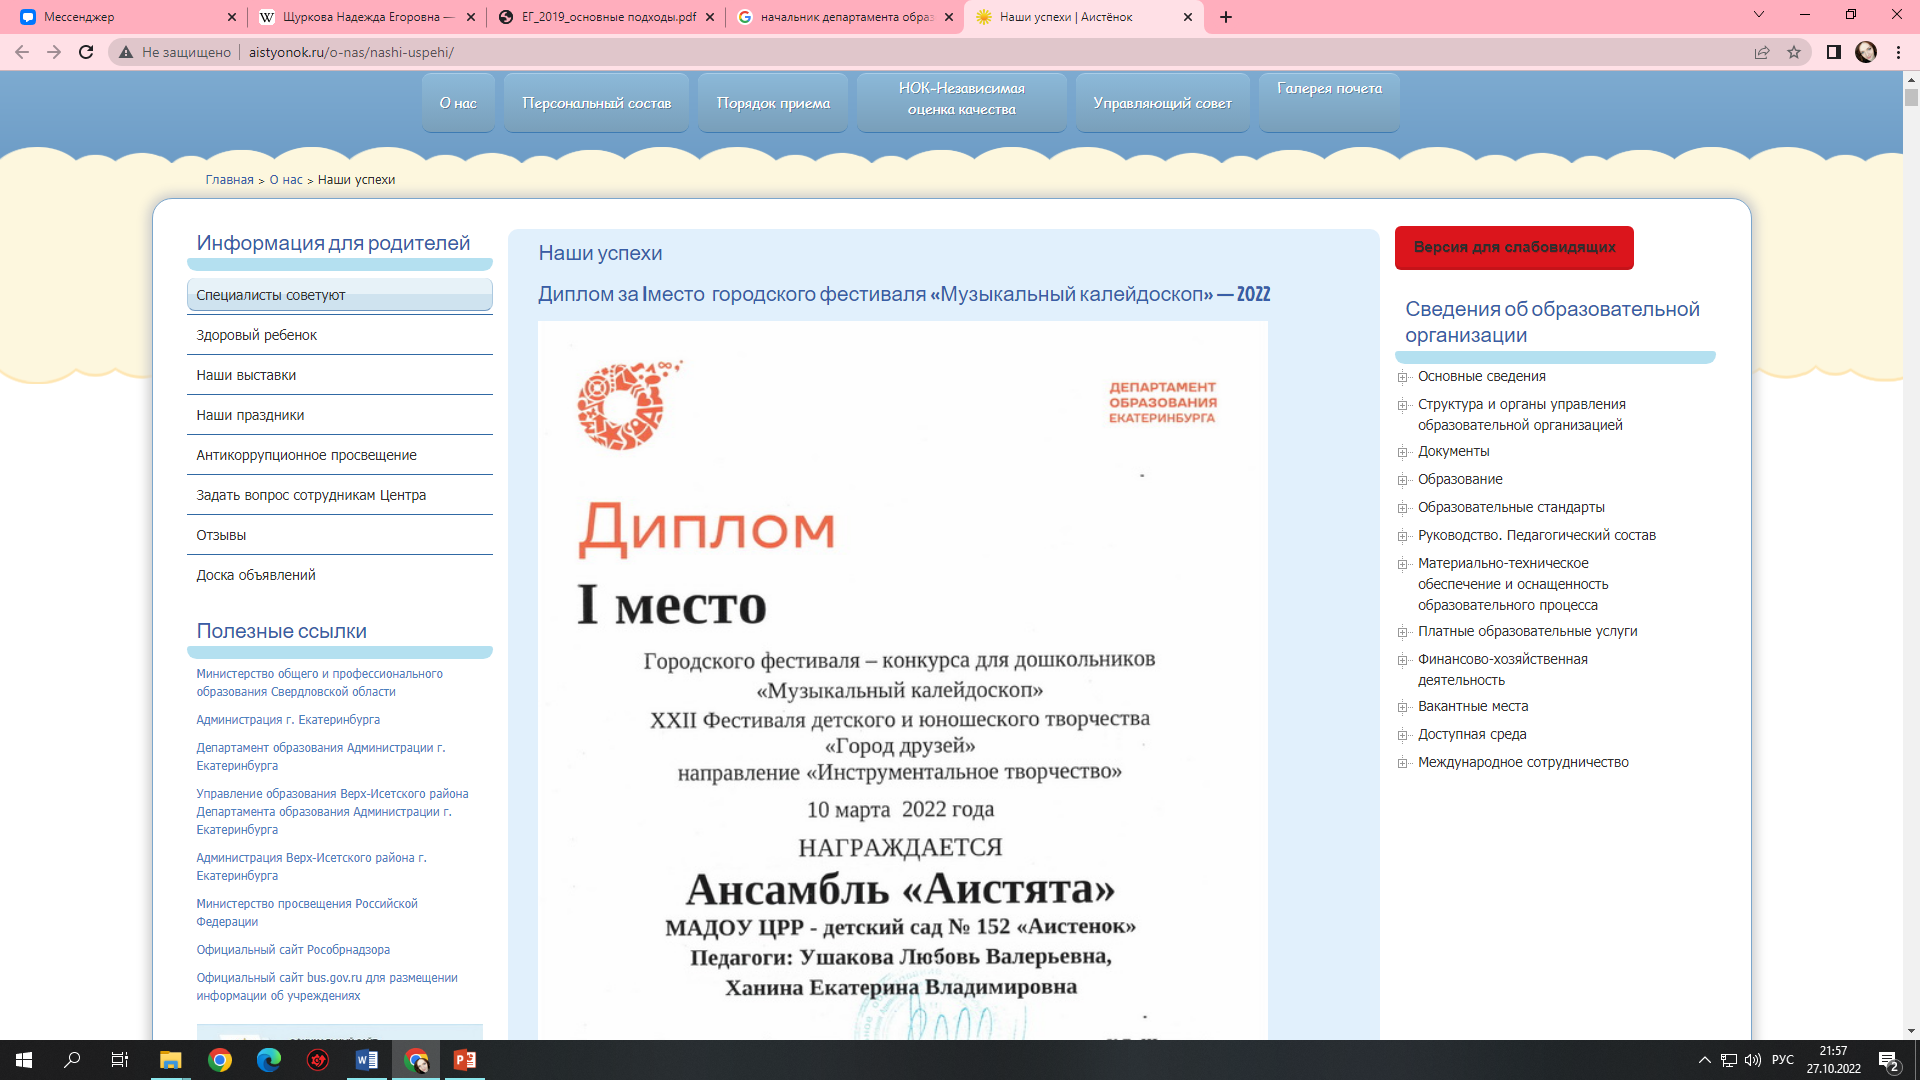 Мессенджер
Щуркова Надежда Егоровна —
ЕГ_2019_основные подходы.pdf
начальник департамента образ
Наши успехи | Аистёнок
Не защищено
aistyonok.ru/o-nas/nashi-uspehi/
О нас
Персональный состав
Порядок приема
НОК-Независимая
оценка качества
Управляющий совет
Галерея почета
Главная > О нас > Наши успехи
Информация для родителей
Специалисты советуют
Здоровый ребенок
Наши выставки
Наши праздники
Антикоррупционное просвещение
Задать вопрос сотрудникам Центра
Отзывы
Доска объявлений
Полезные ссылки
Министерство общего и профессионального
образования Свердловской области
Администрация г. Екатеринбурга
Департамент образования Администрации г.
Екатеринбурга
Управление образования Верх-Исетского района
Департамента образования Администрации г.
Екатеринбурга
Администрация Верх-Исетского района г.
Екатеринбурга
Министерство просвещения Российской
Федерации
Официальный сайт Рособрнадзора
Официальный сайт bus.gov.ru для размещении
информации об учреждениях
Наши успехи
Диплом за Iместо городского фестиваля «Музыкальный калейдоскоп» — 2022
ДЕПАРТАМЕНТ
ОБРАЗОВАНИЯ
ЕКАТЕРИНБУРГА
Диплом
I место
Городского фестиваля – конкурса для дошкольников
«Музыкальный калейдоскоп»
XXII Фестиваля детского и юношеского творчества
«Город друзей»
направление «Инструментальное творчество»
10 марта 2022 года
НАГРАЖДАЕТСЯ
Ансамбль «Аистята»
МАДОУ ЦРР - детский сад № 152 «Аистенок»
Педагоги: Ушакова Любовь Валерьевна,
Ханина Екатерина Владимировна
Версия для слабовидящих
Сведения об образовательной
организации
Основные сведения
Структура и органы управления
образовательной организацией
Документы
Образование
Образовательные стандарты
Руководство. Педагогический состав
Материально-техническое
обеспечение и оснащенность
образовательного процесса
Платные образовательные услуги
Финансово-хозяйственная
деятельность
Вакантные места
Доступная среда
Международное сотрудничество
РУС
21:57
27.10.2022
2